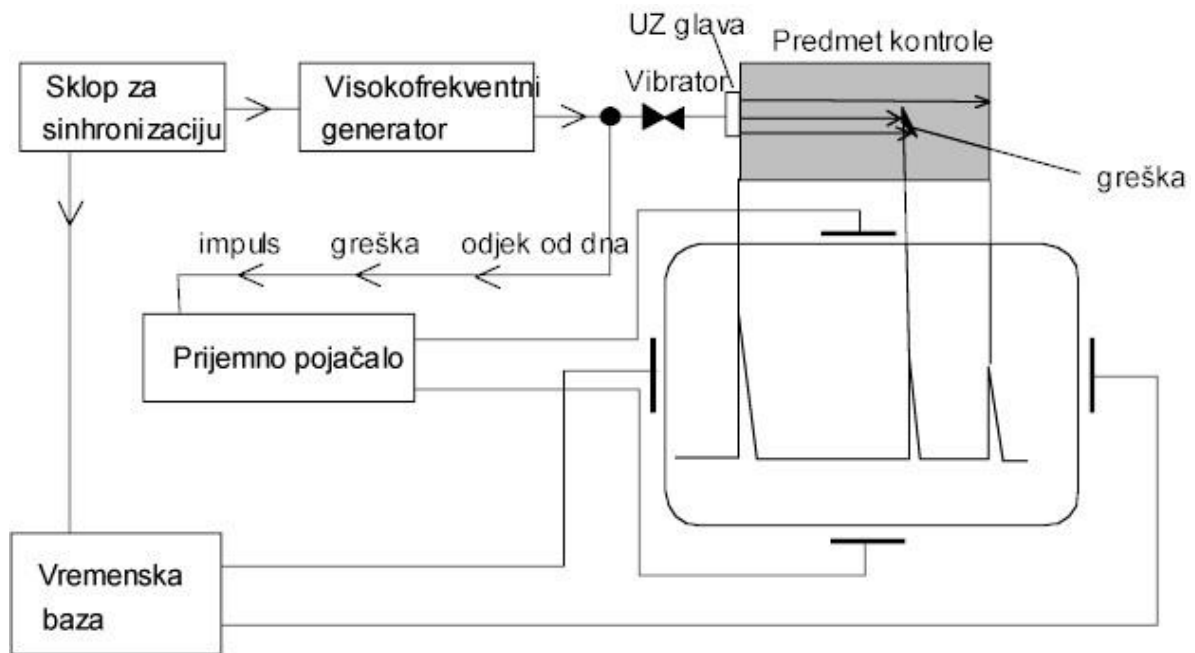 UZ glava
Predmet kontrole
Sklop za
sinhronizaciju
Visokofrekventni
generator
Vibrator
greška
impuls
greška
odjek od dna
Prijemno pojačalo
Vremenska
baza